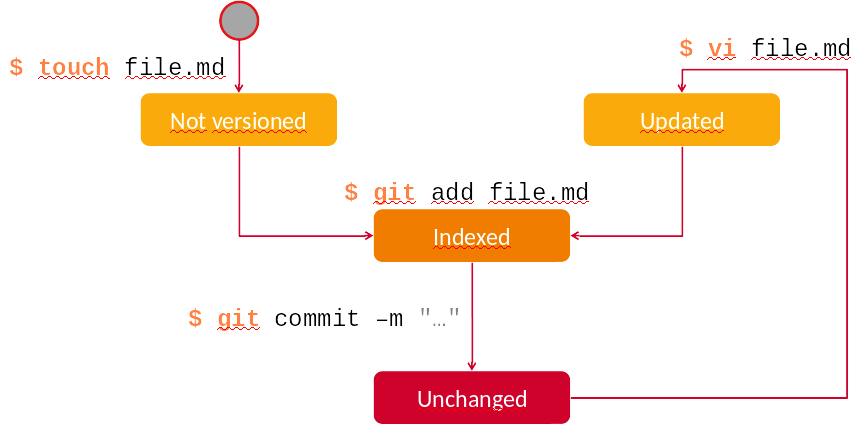 $ vi file.md
$ touch file.md
Not versioned
Updated
$ git add file.md
Indexed
$ git commit –m "…"
Unchanged